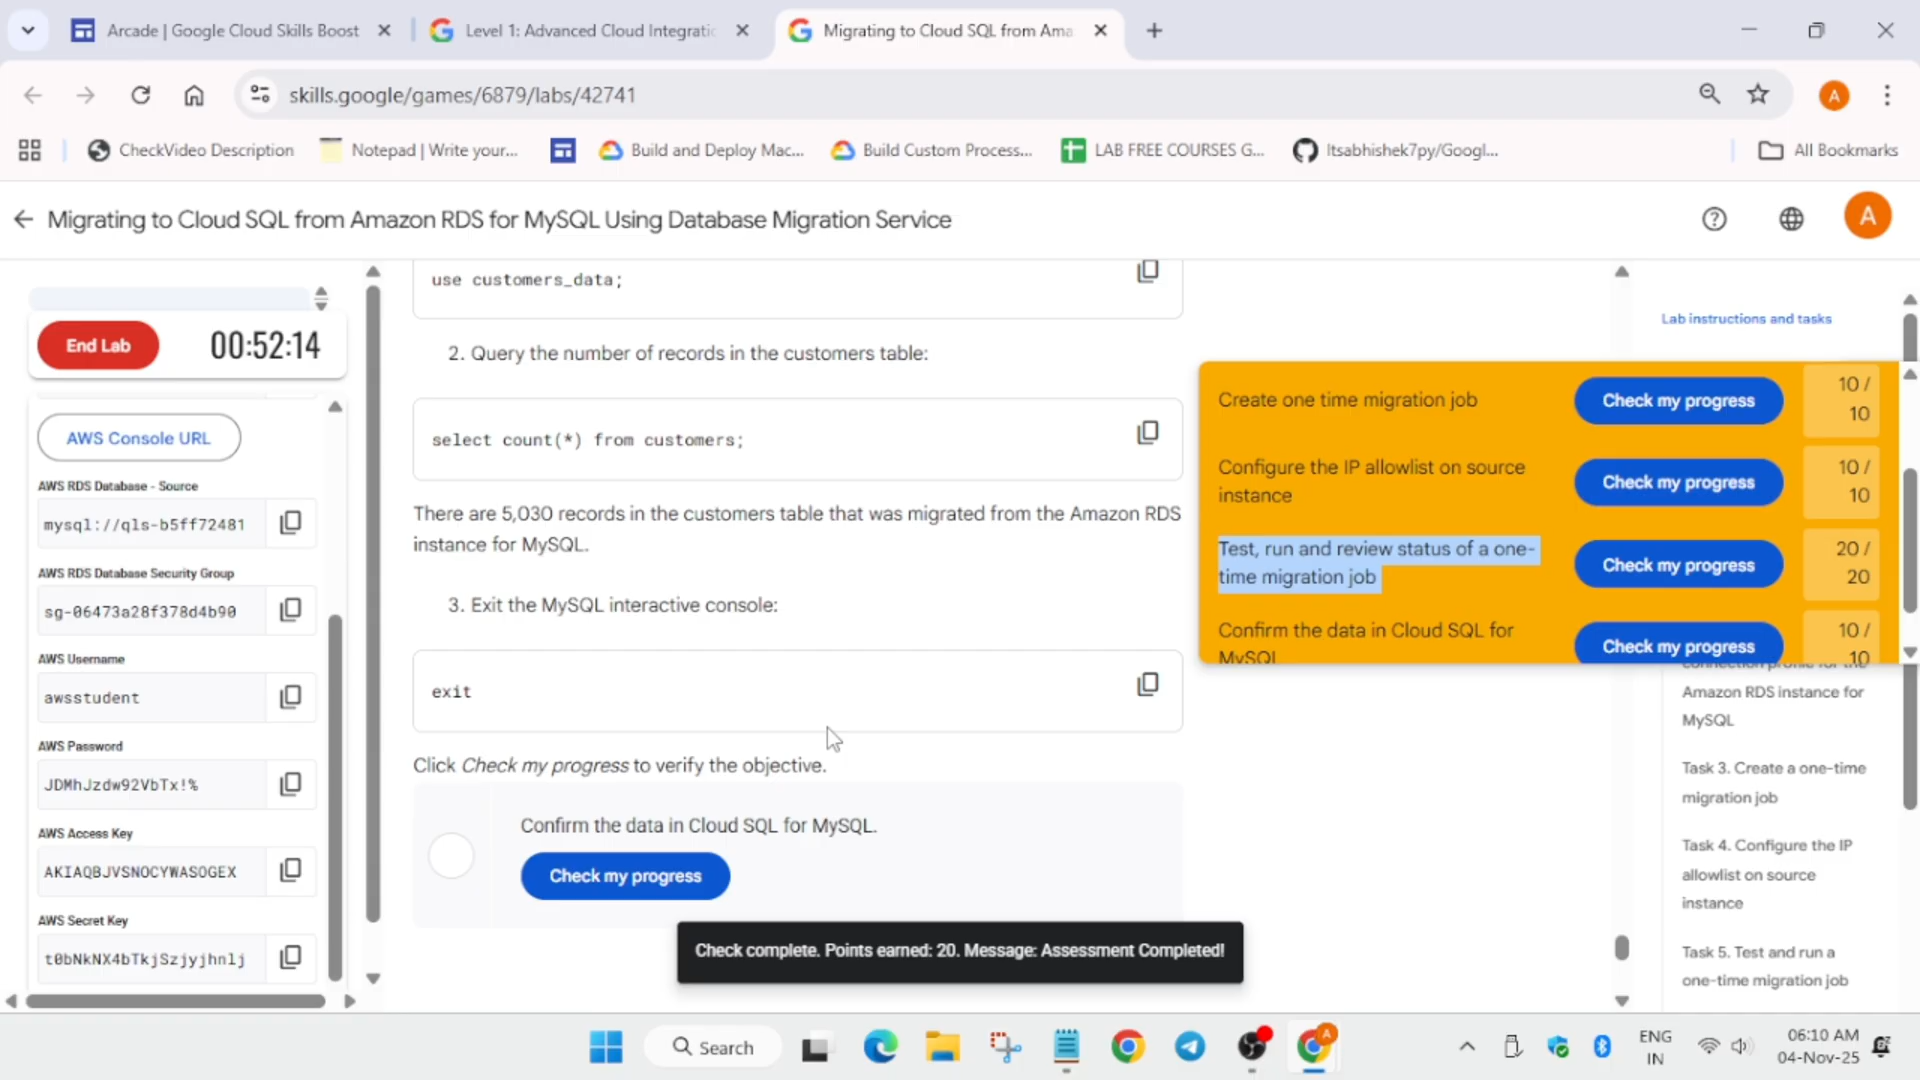 Arcade | Google Cloud Skills Boost
Level 1: Advanced Cloud Integratic
Migrating to Cloud SQL from Ama
skills.google/games/6879/labs/42741
A
CheckVideo Description
Notepad | Write your...
Build and Deploy Mac...
Build Custom Process...
LAB FREE COURSES G...
Itsabhishek7py/Googl...
All Bookmarks
Migrating to Cloud SQL from Amazon RDS for MySQL Using Database Migration Service
A
End Lab
00:52:14
AWS Console URL
AWS RDS Database - Source
mysql://qls-b5ff72481
AWS RDS Database Security Group
sg-06473a28f378d4b90
AWS Username
awsstudent
AWS Password
JDMhJzdw92VbTx!%
AWS Access Key
AKIAQBJVSNOCYWASOGEX
AWS Secret Key
t0bNkNX4bTkjSzjyjhnlj
use customers_data;
2. Query the number of records in the customers table:
select count(*) from customers;
There are 5,030 records in the customers table that was migrated from the Amazon RDS
instance for MySQL.
3. Exit the MySQL interactive console:
exit
Click Check my progress to verify the objective.
Confirm the data in Cloud SQL for MySQL.
Check my progress
Check complete. Points earned: 20. Message: Assessment Completed!
Lab instructions and tasks
Create one time migration job
Check my progress
10 /
10
Configure the IP allowlist on source
instance
Check my progress
10 /
10
Test, run and review status of a one-
time migration job
Check my progress
20 /
20
Confirm the data in Cloud SQL for
MySQL
Check my progress
10 /
10
connection profile for the
Amazon RDS instance for
MySQL
Task 3. Create a one-time
migration job
Task 4. Configure the IP
allowlist on source
instance
Task 5. Test and run a
one-time migration job
Search
A
ENG
IN
06:10 AM
04-Nov-25